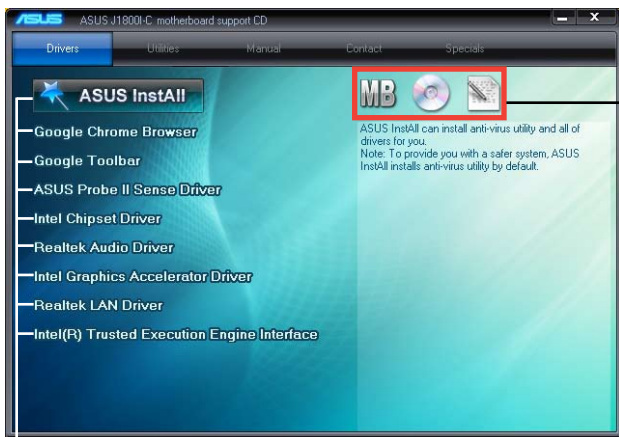 ASUS ASUS J1800I-C motherboard support CD
Drivers Utilities Manual Contact Specials
ASUS InstAll
MB
Google Chrome Browser
Google Toolbar
ASUS Probe II Sense Driver
Intel Chipset Driver
Realtek Audio Driver
Intel Graphics Accelerator Driver
Realtek LAN Driver
Intel(R) Trusted Execution Engine Interface
ASUS InstAll can install anti-virus utility and all of
drivers for you.
Note: To provide you with a safer system, ASUS
InstAll installs anti-virus utility by default.